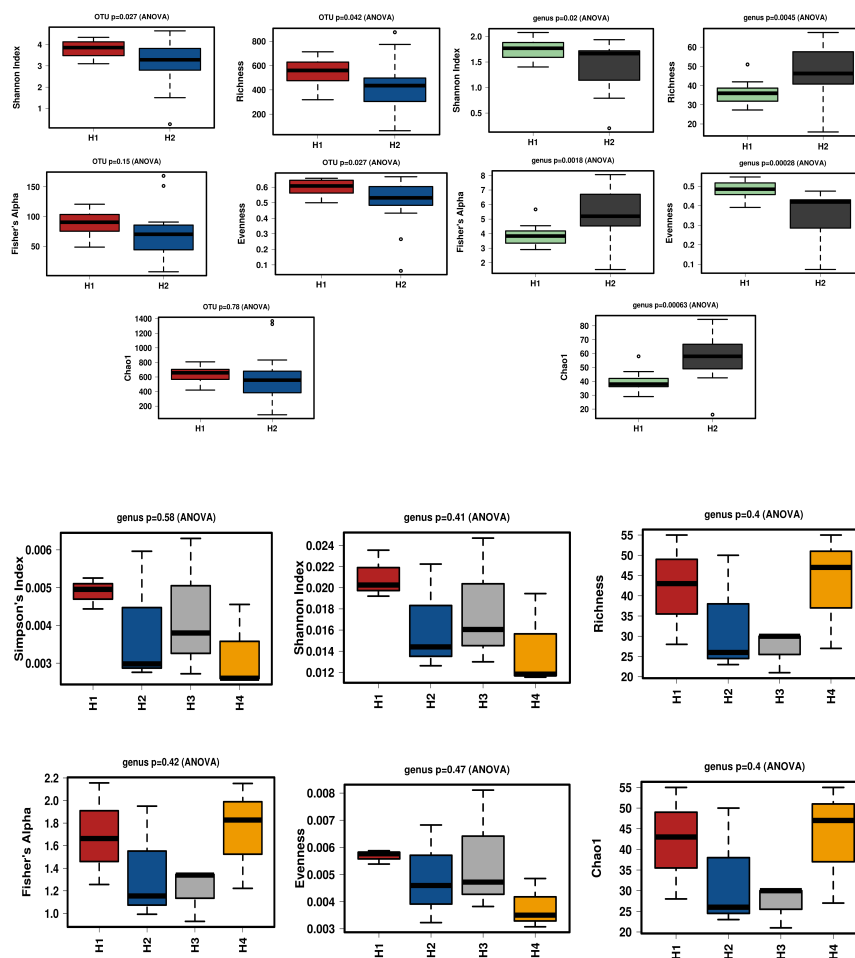 OTU p=0.027 (ANOVA)
Shannon Index
4
3
2
1
H1 H2
OTU p=0.042 (ANOVA)
Richness
800
600
400
200
H1 H2
genus p=0.02 (ANOVA)
Shannon Index
2.0
1.5
1.0
0.5
H1 H2
genus p=0.0045 (ANOVA)
Richness
60
50
40
30
20
H1 H2
OTU p=0.15 (ANOVA)
Fisher's Alpha
150
100
50
H1 H2
OTU p=0.027 (ANOVA)
Evenness
0.6
0.5
0.4
0.3
0.2
0.1
H1 H2
genus p=0.0018 (ANOVA)
Fisher's Alpha
8
7
6
5
4
3
2
H1 H2
genus p=0.00028 (ANOVA)
Evenness
0.5
0.4
0.3
0.2
0.1
H1 H2
OTU p=0.78 (ANOVA)
Chao1
1400
1200
1000
800
600
400
200
H1 H2
genus p=0.00063 (ANOVA)
Chao1
80
70
60
50
40
30
20
H1 H2
genus p=0.58 (ANOVA)
Simpson's Index
0.006
0.005
0.004
0.003
H1 H2 H3 H4
genus p=0.41 (ANOVA)
Shannon Index
0.024
0.022
0.020
0.018
0.016
0.014
0.012
H1 H2 H3 H4
genus p=0.4 (ANOVA)
Richness
55
50
45
40
35
30
25
20
H1 H2 H3 H4
genus p=0.42 (ANOVA)
Fisher's Alpha
2.2
2.0
1.8
1.6
1.4
1.2
1.0
H1 H2 H3 H4
genus p=0.47 (ANOVA)
Evenness
0.008
0.007
0.006
0.005
0.004
0.003
H1 H2 H3 H4
genus p=0.4 (ANOVA)
Chao1
55
50
45
40
35
30
25
20
H1 H2 H3 H4